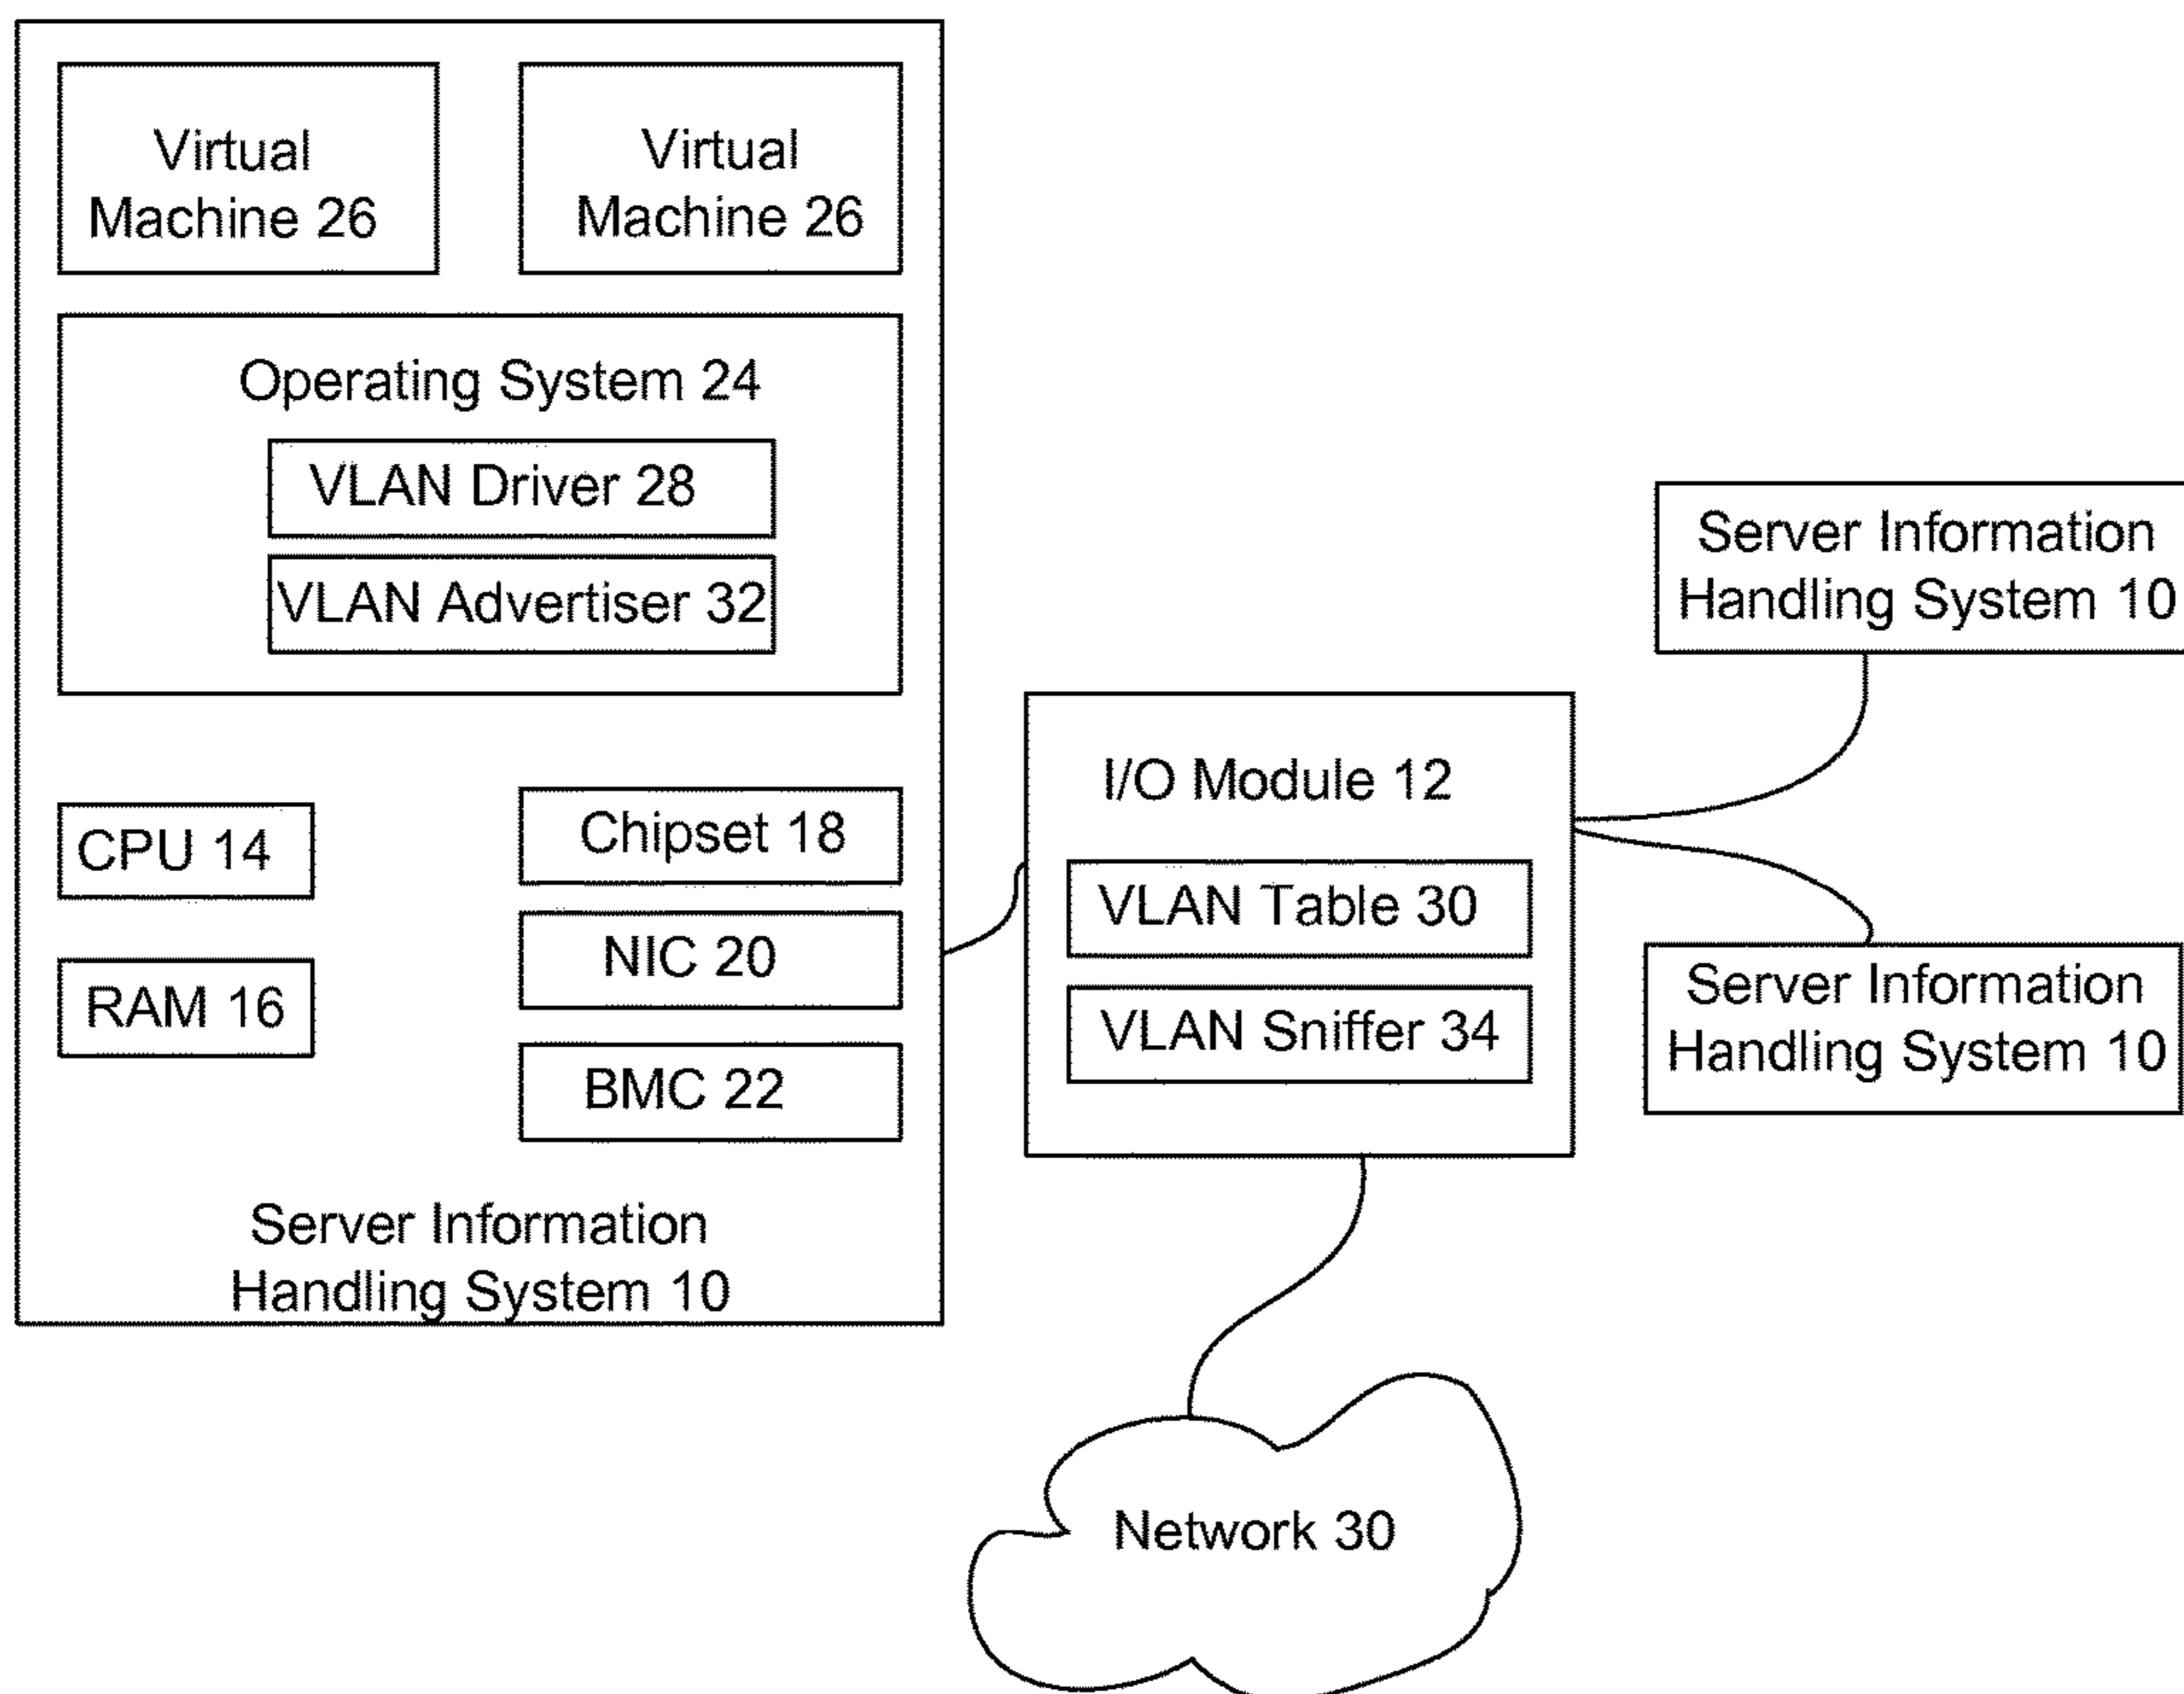 Virtual
Machine 26
Virtual
Machine 26
Operating System 24
VLAN Driver 28
VLAN Advertiser 32
CPU 14
RAM 16
Chipset 18
NIC 20
BMC 22
Server Information
Handling System 10
I/O Module 12
VLAN Table 30
VLAN Sniffer 34
Server Information
Handling System 10
Server Information
Handling System 10
Network 30